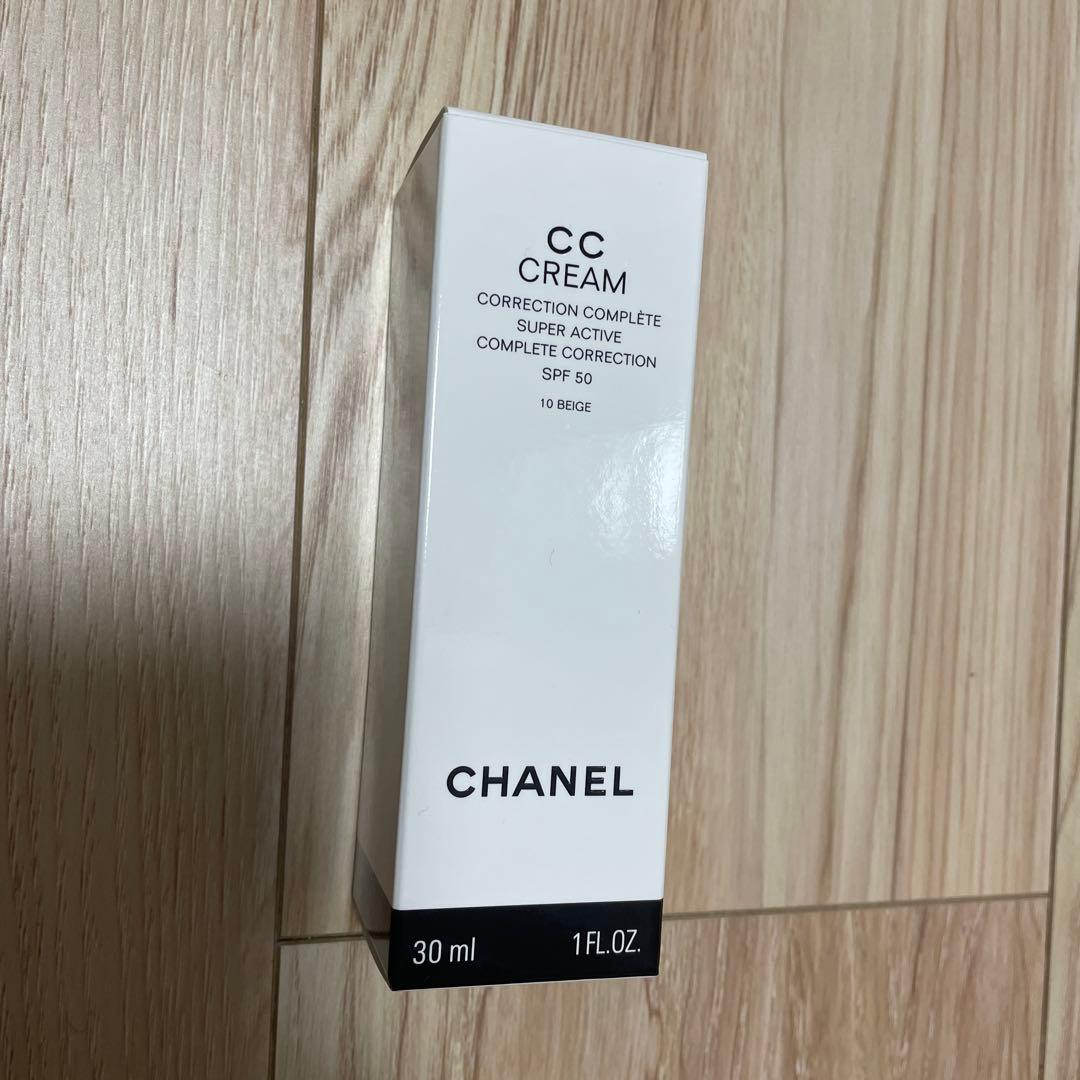 CC
CREAM
CORRECTION COMPLÈTE
SUPER ACTIVE
COMPLETE CORRECTION
SPF 50
10 BEIGE
CHANEL
30 ml 1 FL.OZ.